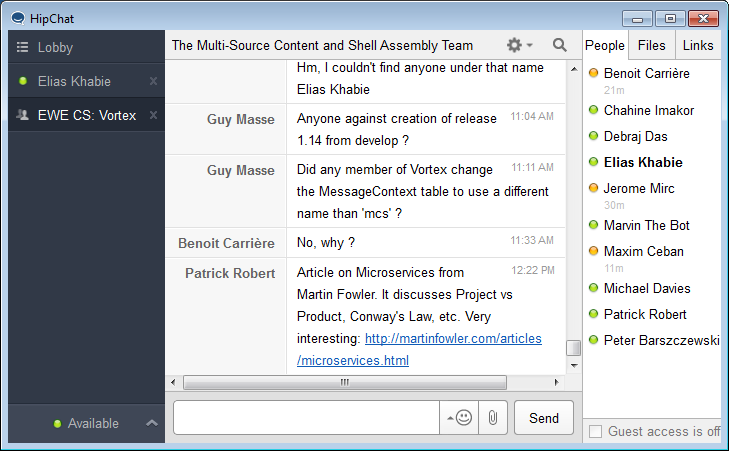 HipChat
Lobby
Elias Khabie
EWE CS: Vortex
Available
The Multi-Source Content and Shell Assembly Team
Hm, I couldn't find anyone under that name
Elias Khabie
Guy Masse
Anyone against creation of release
11:04 AM
1.14 from develop ?
Guy Masse
Did any member of Vortex change
11:11 AM
the MessageContext table to use a different
name than 'mcs' ?
Benoit Carrière
No, why ?
11:33 AM
Patrick Robert
Article on Microservices from
12:22 PM
Martin Fowler. It discusses Project vs
Product, Conway's Law, etc. Very
interesting: http://martinfowler.com/articles
/microservices.html
Send
People
Files
Links
Benoit Carrière
21m
Chahine Imakor
Debraj Das
Elias Khabie
Jerome Mirc
30m
Marvin The Bot
Maxim Ceban
11m
Michael Davies
Patrick Robert
Peter Barszczewski
Guest access is off